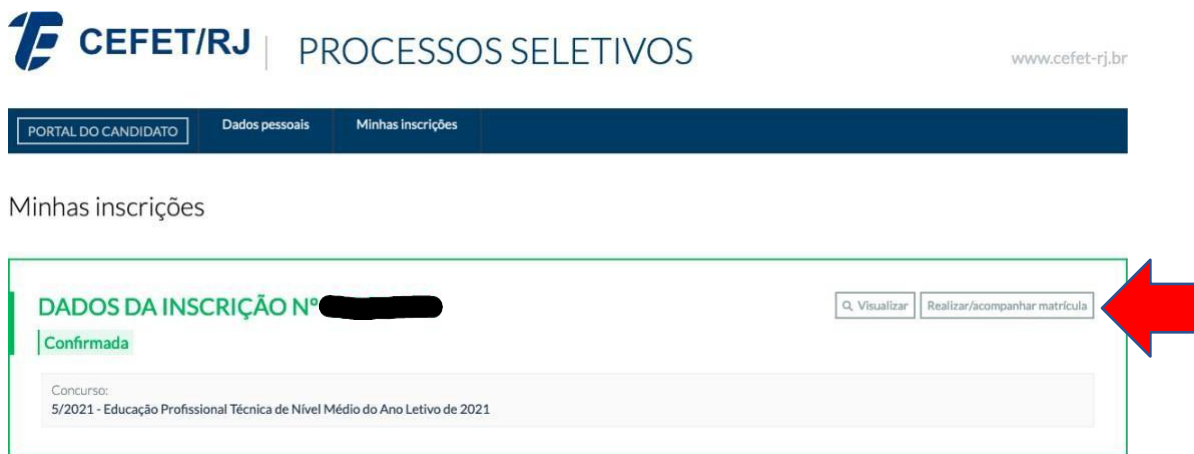 CEFET/RJ | PROCESSOS SELETIVOS
www.cefet-rj.br
PORTAL DO CANDIDATO Dados pessoais Minhas inscrições
Minhas inscrições
DADOS DA INSCRIÇÃO Nº
Visualizar Realizar/acompanhar matrícula
Confirmada
Concurso:
5/2021 - Educação Profissional Técnica de Nível Médio do Ano Letivo de 2021